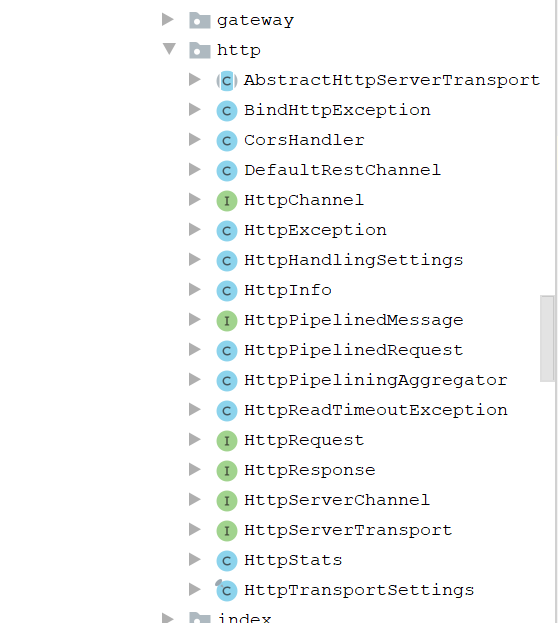 gateway
http
AbstractHttpServerTransport
BindHttpException
CorsHandler
DefaultRestChannel
HttpChannel
HttpException
HttpHandlingSettings
HttpInfo
HttpPipelinedMessage
HttpPipelinedRequest
HttpPipeliningAggregator
HttpReadTimeoutException
HttpRequest
HttpResponse
HttpServerChannel
HttpServerTransport
HttpStats
HttpTransportSettings
index